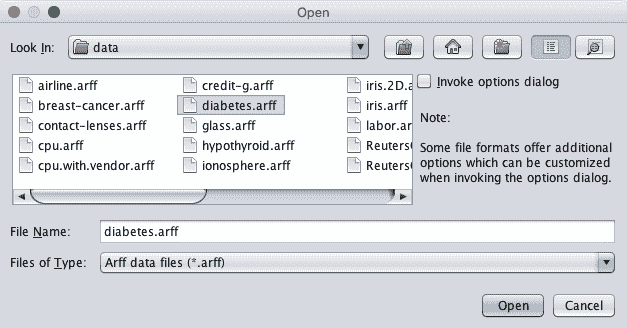 Open
Look In: data
airline.arff credit-g.arff iris.2D.a
breast-cancer.arff diabetes.arff iris.arff
contact-lenses.arff glass.arff labor.arff
cpu.arff hypothyroid.arff Reuters
cpu.with.vendor.arff ionosphere.arff Reuters
Invoke options dialog
Note:
Some file formats offer additional
options which can be customized
when invoking the options dialog.
File Name: diabetes.arff
Files of Type: Arff data files (*.arff)
Open Cancel